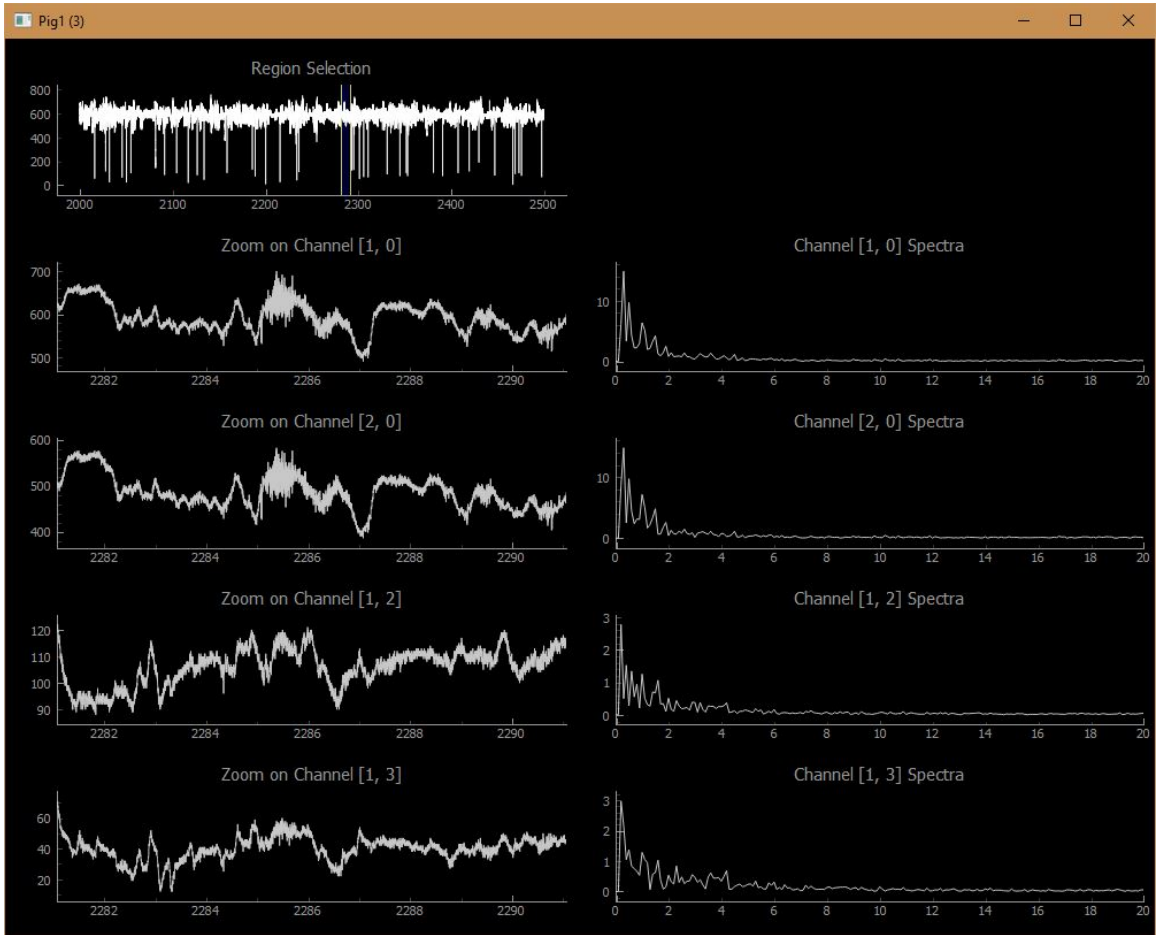 Pig1 (3)
Region Selection
800
600
400
200
0
2000 2100 2200 2300 2400 2500
Zoom on Channel [1, 0]
700
600
500
2282 2284 2286 2288 2290
Channel [1, 0] Spectra
10
0
0 2 4 6 8 10 12 14 16 18 20
Zoom on Channel [2, 0]
600
500
400
2282 2284 2286 2288 2290
Channel [2, 0] Spectra
10
0
0 2 4 6 8 10 12 14 16 18 20
Zoom on Channel [1, 2]
120
110
100
90
2282 2284 2286 2288 2290
Channel [1, 2] Spectra
3
2
1
0
0 2 4 6 8 10 12 14 16 18 20
Zoom on Channel [1, 3]
60
40
20
2282 2284 2286 2288 2290
Channel [1, 3] Spectra
3
2
1
0
0 2 4 6 8 10 12 14 16 18 20